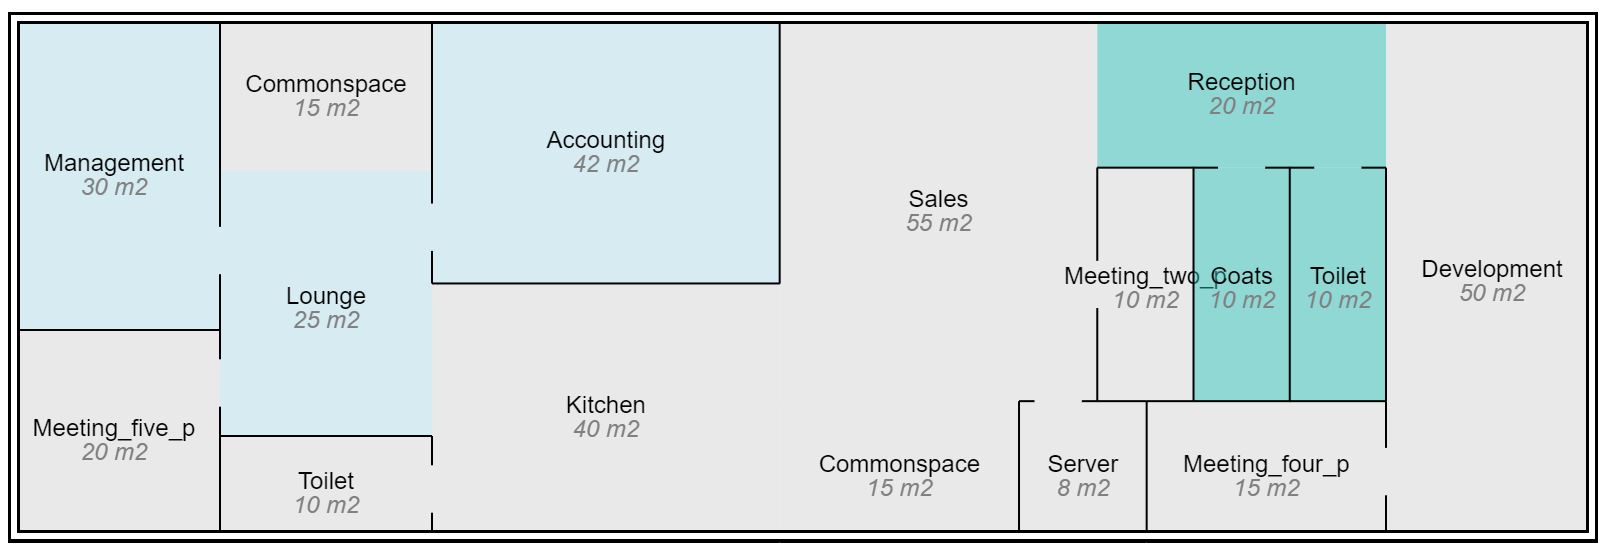 Management
30 m2
Commonspace
15 m2
Accounting
42 m2
Sales
55 m2
Reception
20 m2
Lounge
25 m2
Meeting_two_p
10 m2
Coats
10 m2
Toilet
10 m2
Development
50 m2
Meeting_five_p
20 m2
Toilet
10 m2
Kitchen
40 m2
Commonspace
15 m2
Server
8 m2
Meeting_four_p
15 m2